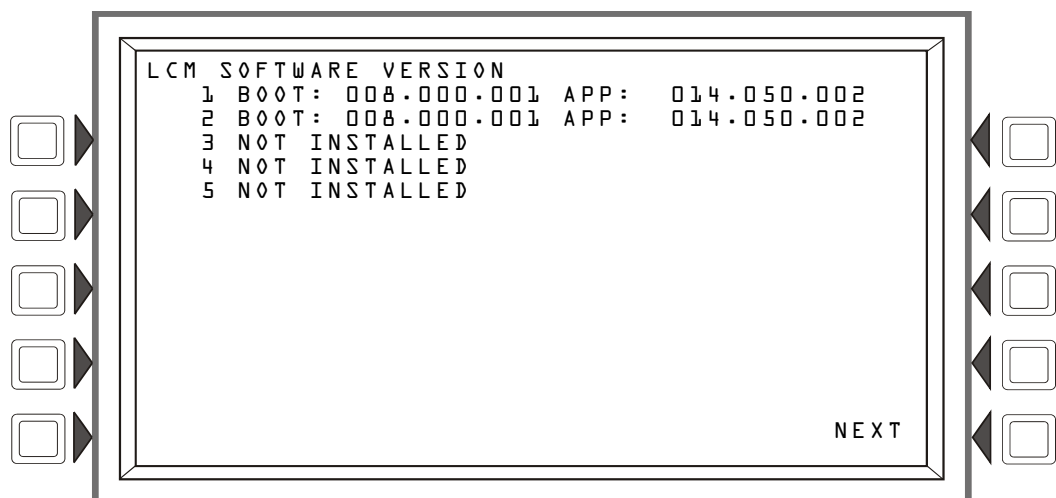 LCM SOFTWARE VERSION
1 BOOT: 008.000.001 APP: 014.050.002
2 BOOT: 008.000.001 APP: 014.050.002
3 NOT INSTALLED
4 NOT INSTALLED
5 NOT INSTALLED
NEXT